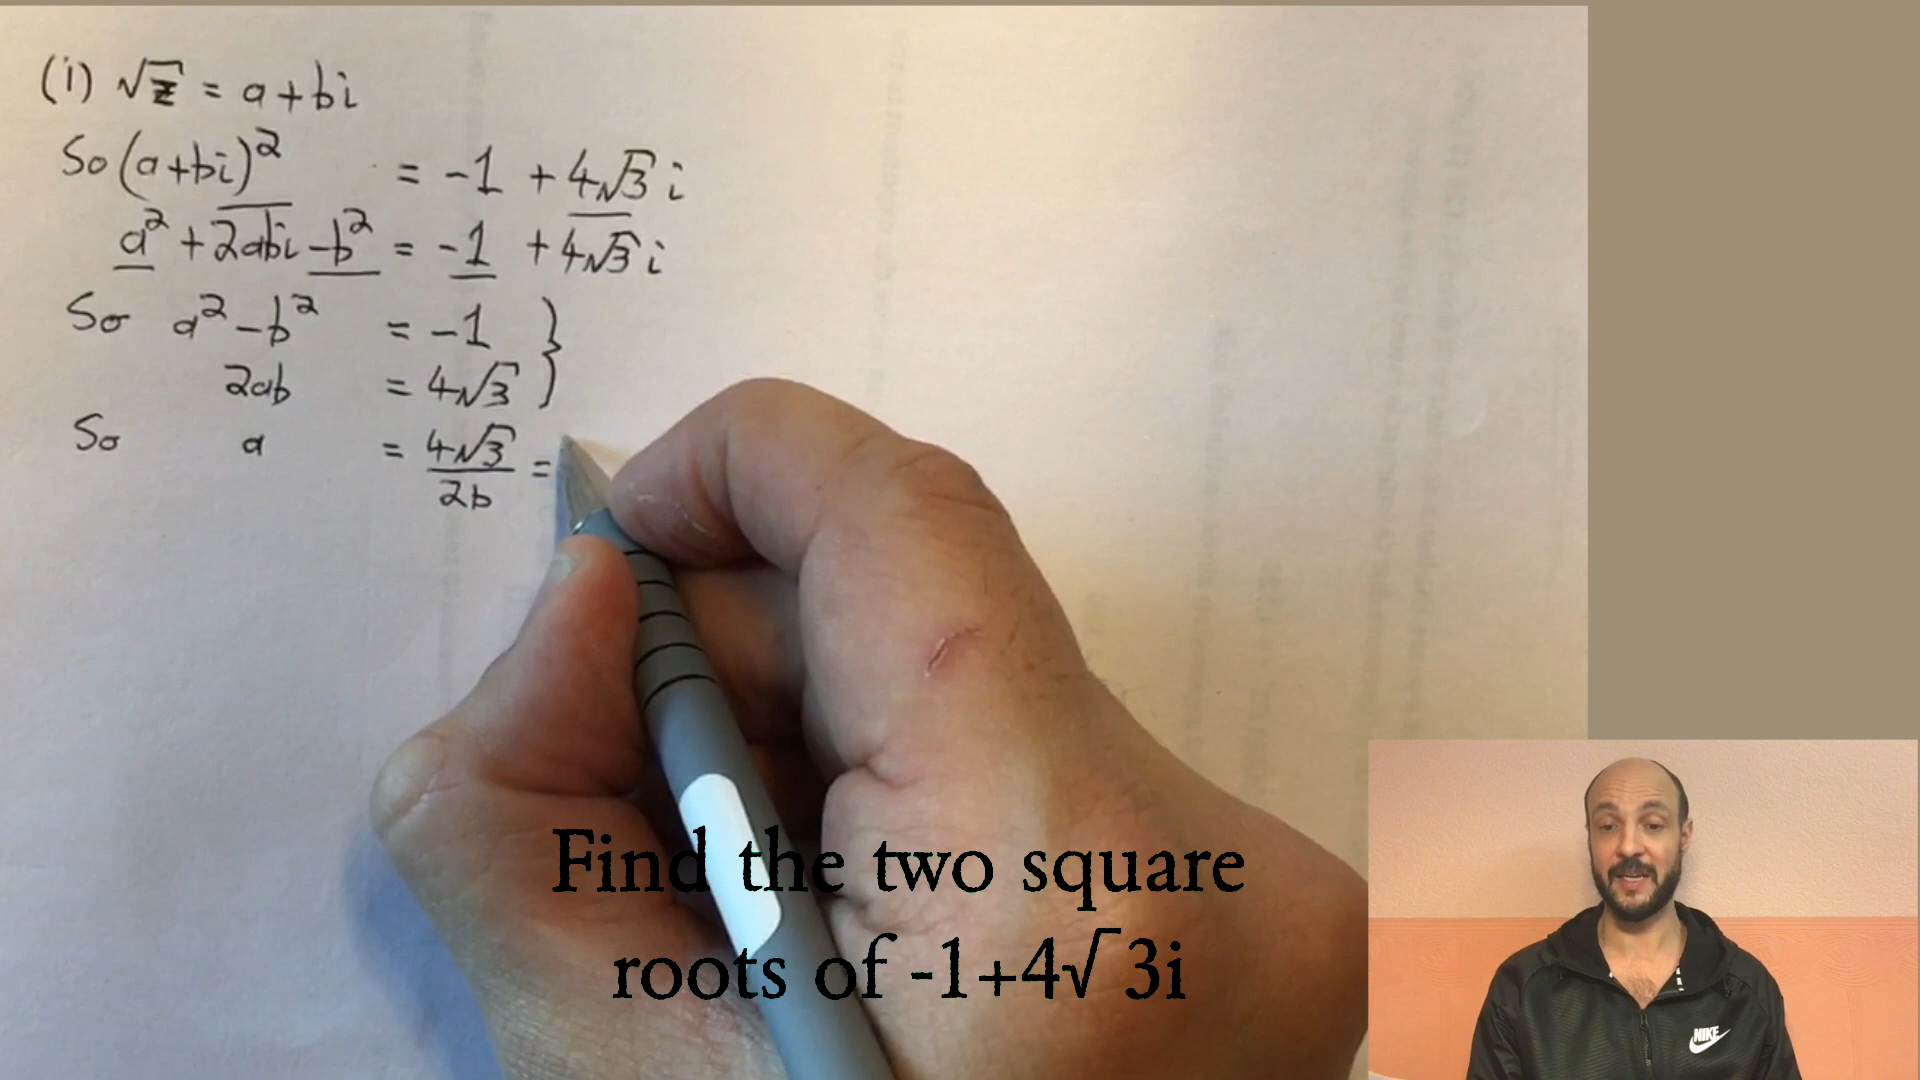 (i) √z = a+bi
So (a+bi)² = -1 + 4√3 i
a² + 2abi - b² = -1 + 4√3 i
So a² - b² = -1
2ab = 4√3
So a = 4√3/2b =
Find the two square
roots of -1+4√3i
NIKE